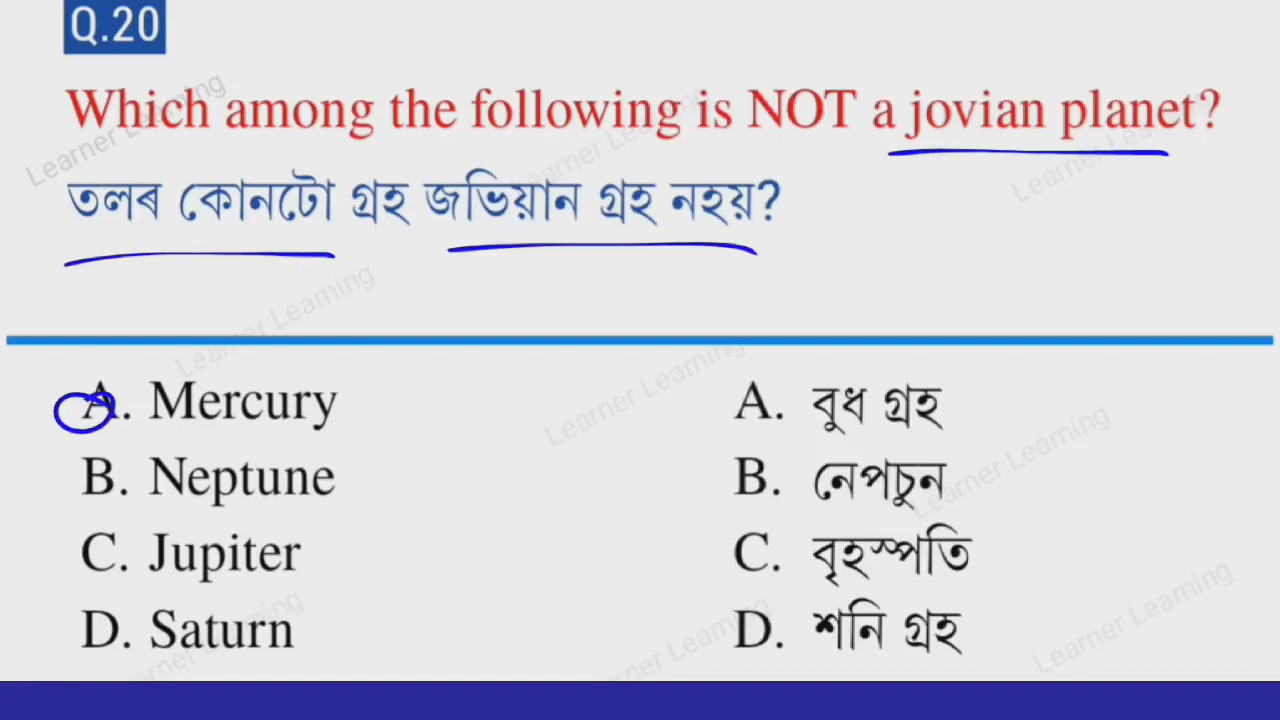 Q.20
Which among the following is NOT a jovian planet?
তলৰ কোনটো গ্ৰহ জভিয়ান গ্ৰহ নহয়?
A. Mercury
B. Neptune
C. Jupiter
D. Saturn
A. বুধ গ্ৰহ
B. নেপচুন
C. বৃহস্পতি
D. শনি গ্ৰহ
Learner Learning